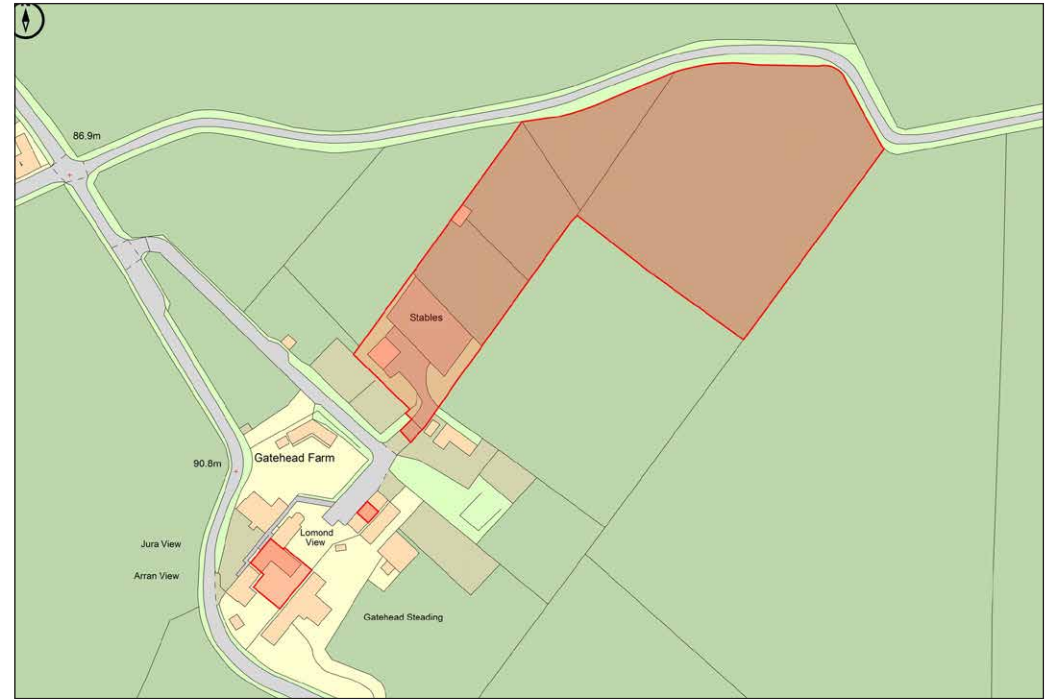 86.9m
Stables
Gatehead Farm
90.8m
Lomond
View
Jura View
Arran View
Gatehead Steading